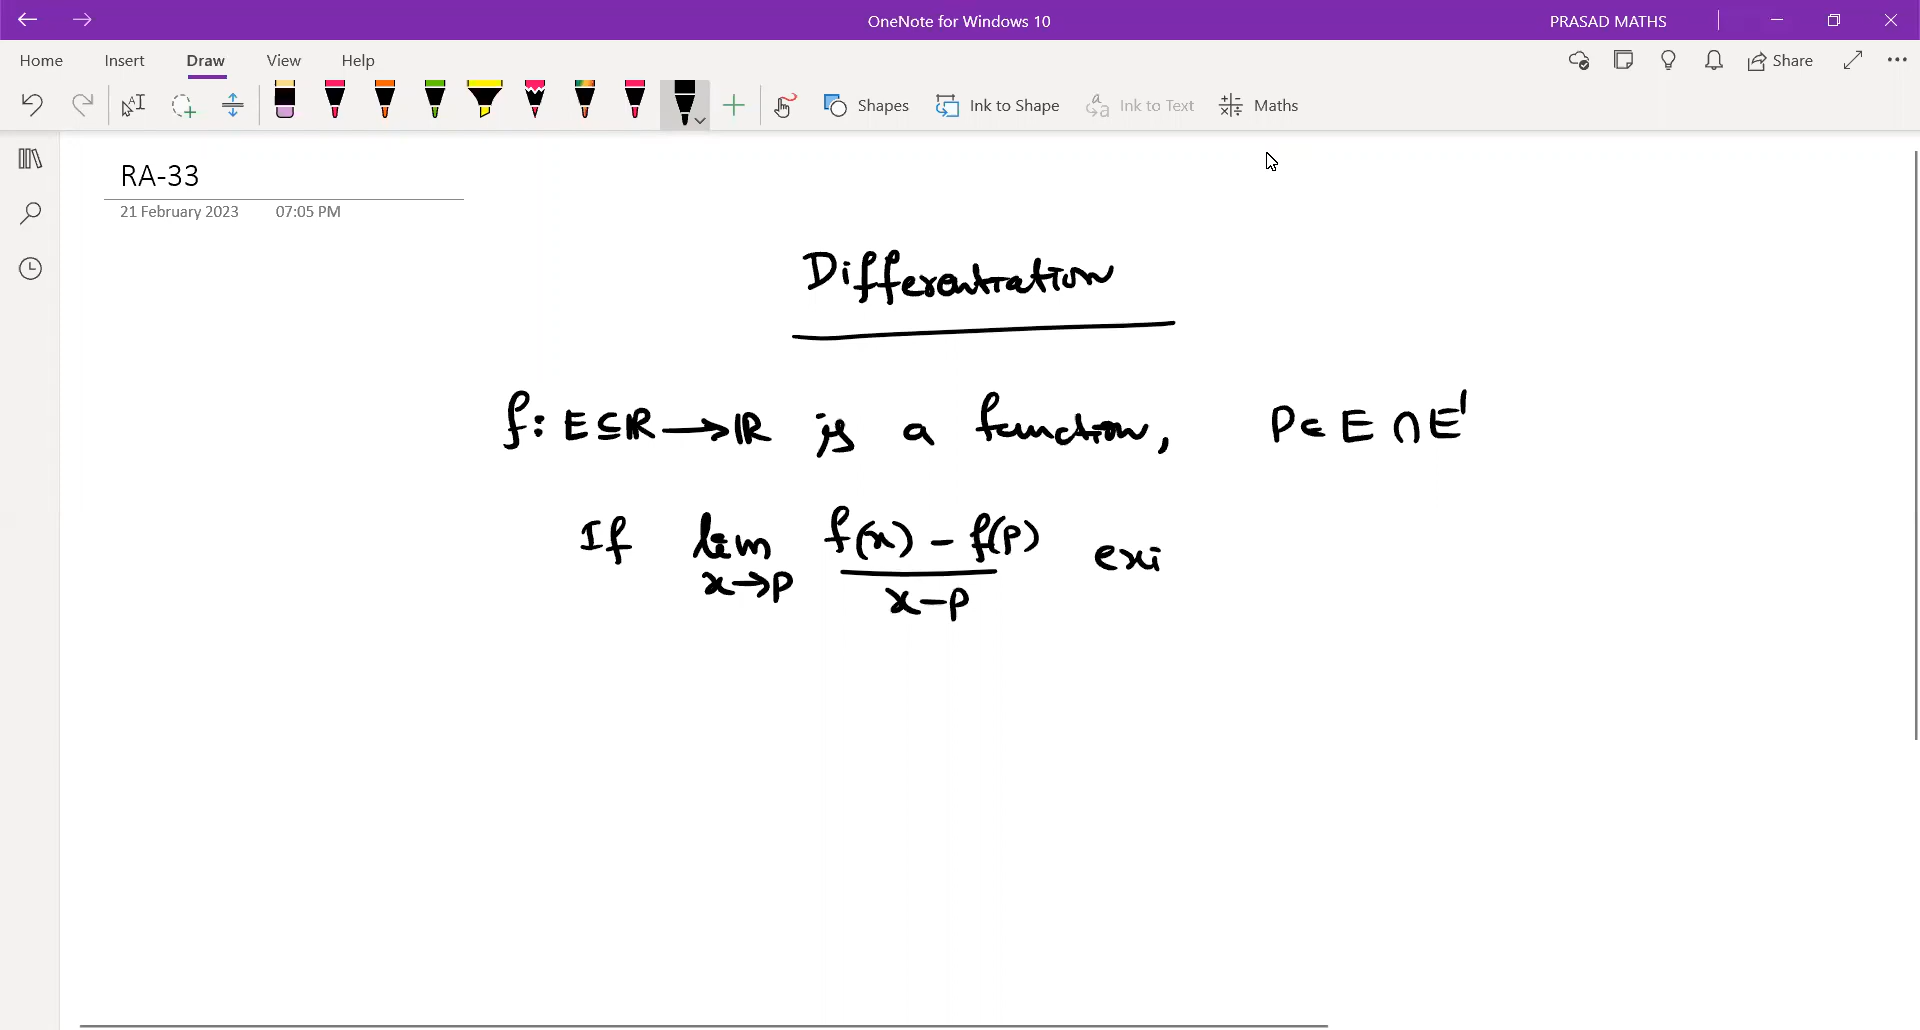 OneNote for Windows 10
PRASAD MATHS
Home Insert Draw View Help
Share
Shapes Ink to Shape Ink to Text Maths
RA-33
21 February 2023 07:05 PM
Differentiation
f: E ⊆ ℝ → ℝ is a function, P ∈ E ∩ E'
If lim x→p f(x) - f(p) / x-p exi